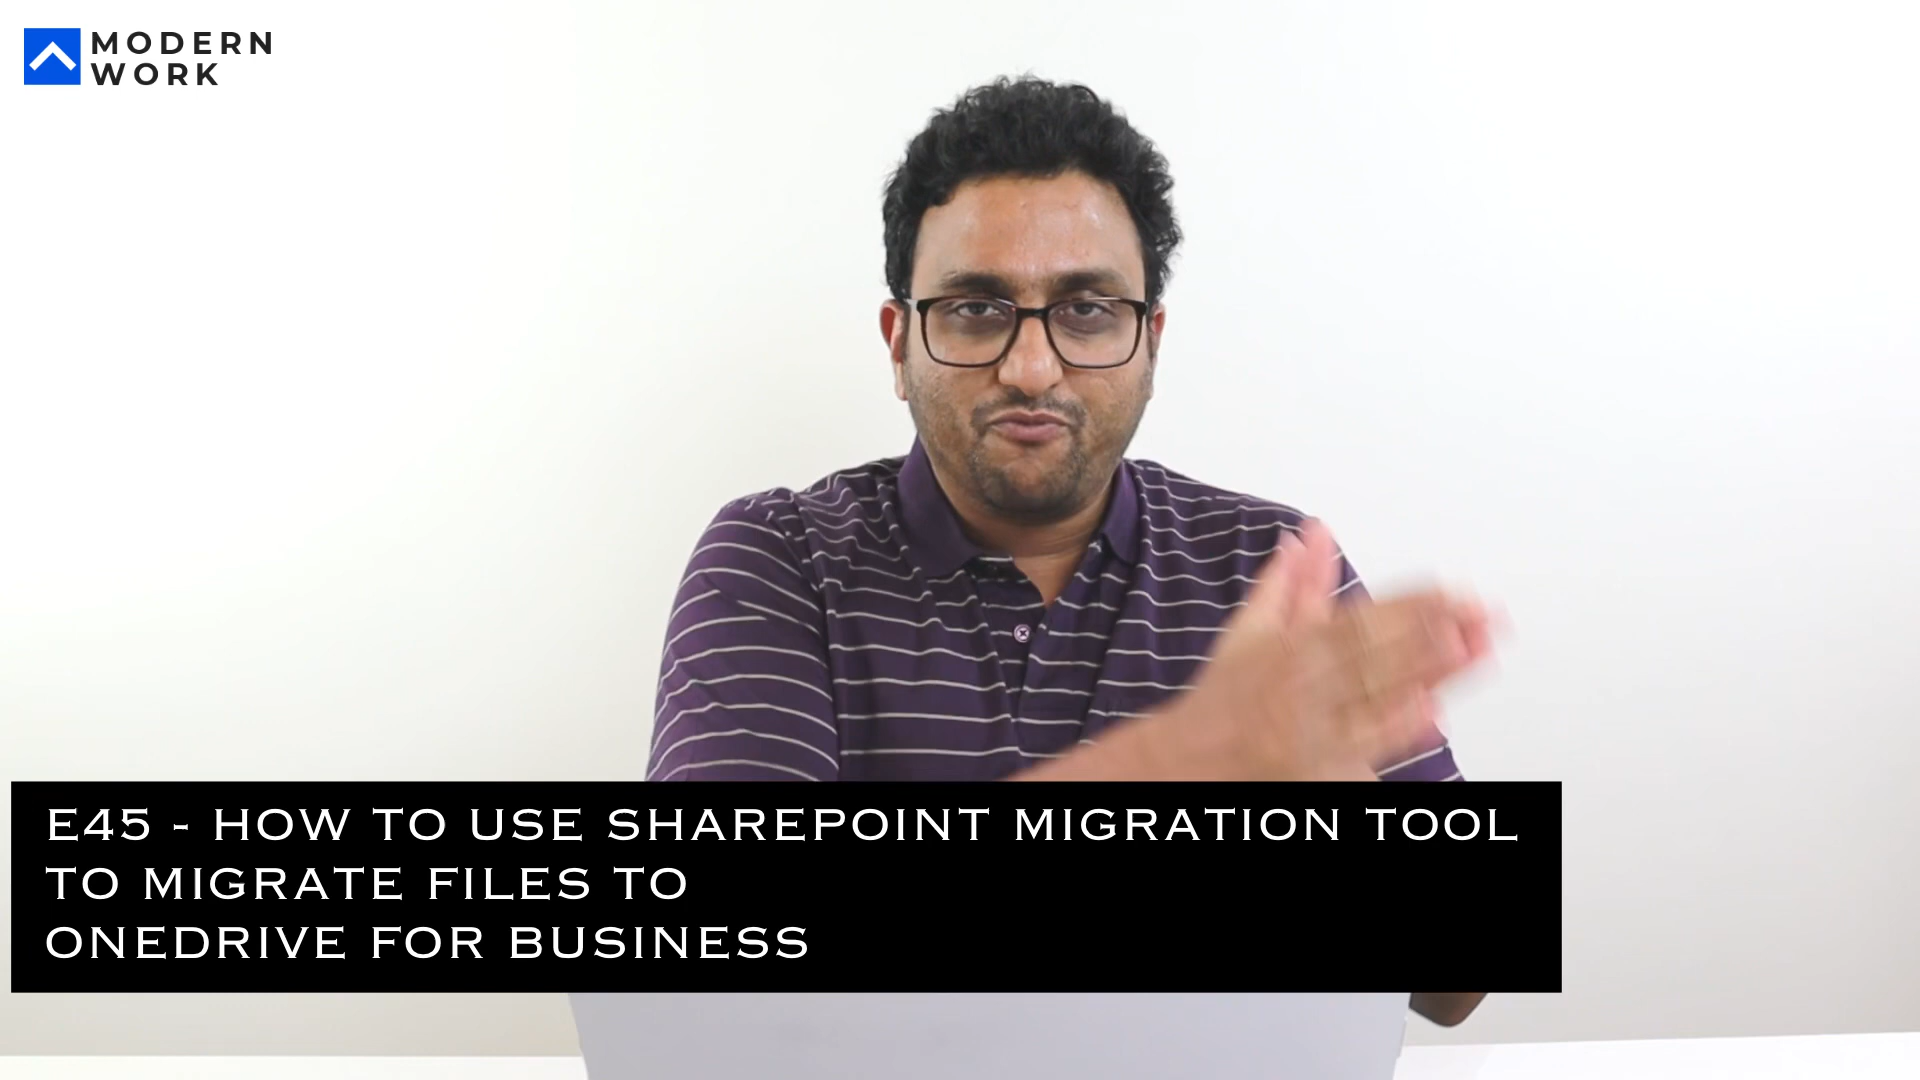 MODERN
WORK
E45 - HOW TO USE SHAREPOINT MIGRATION TOOL
TO MIGRATE FILES TO
ONEDRIVE FOR BUSINESS